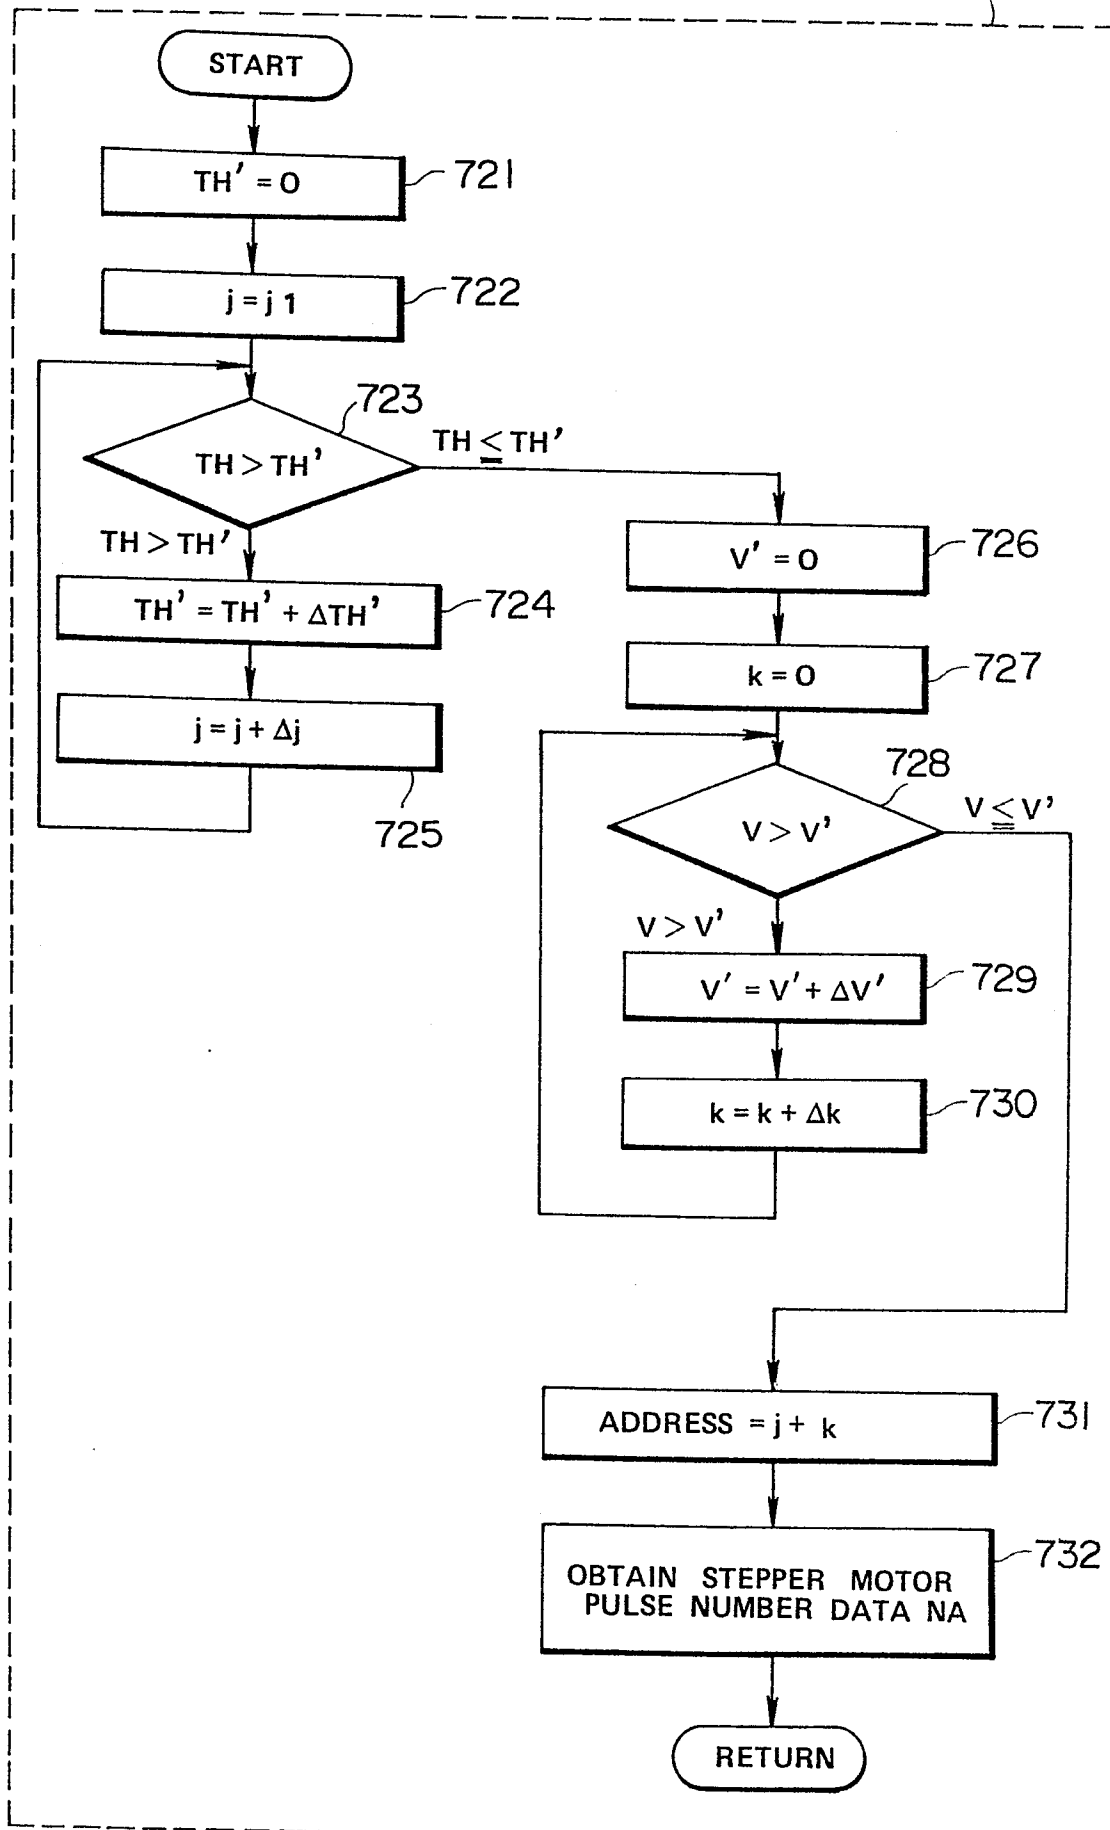 START
TH' = 0
721
j = j 1
722
723
TH > TH'
TH ≦ TH'
TH > TH'
TH' = TH' + ΔTH'
724
j = j + Δj
725
V' = 0
726
k = 0
727
728
V > V'
V ≦ V'
V > V'
V' = V' + ΔV'
729
k = k + Δk
730
ADDRESS = j + k
731
OBTAIN STEPPER MOTOR
PULSE NUMBER DATA NA
732
RETURN